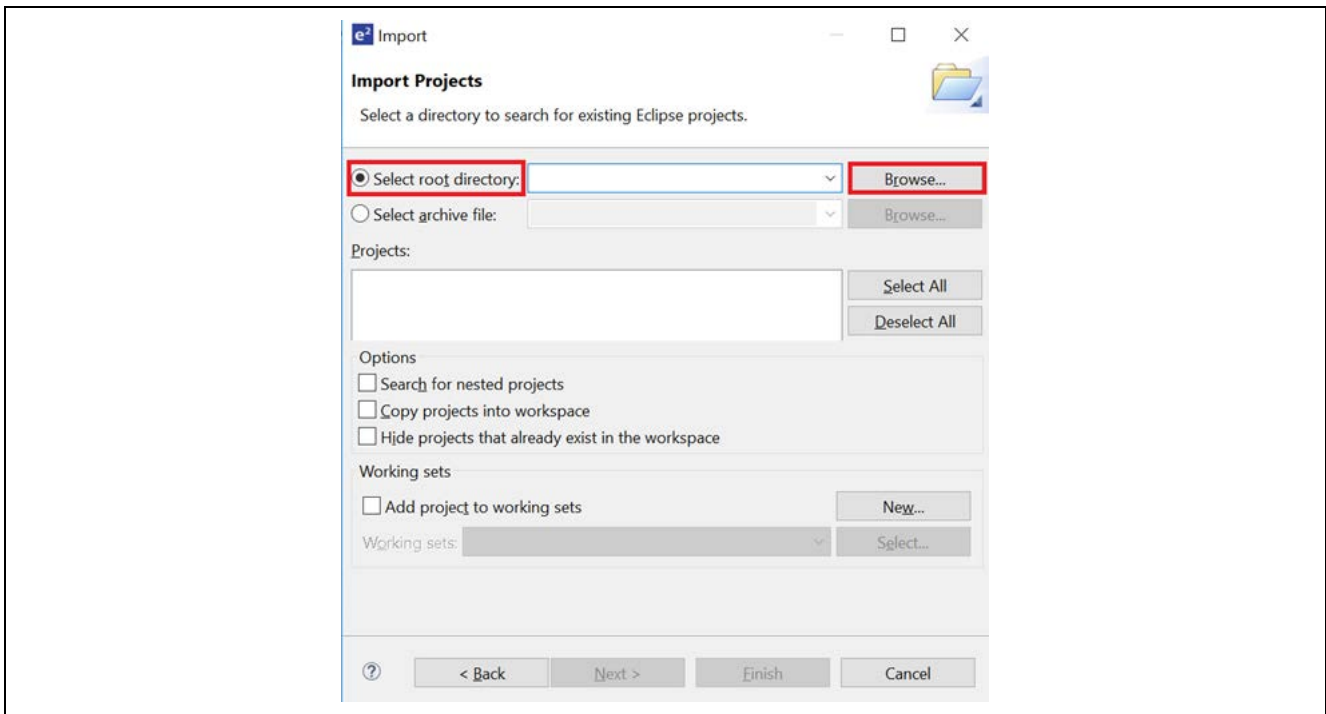 e² Import
Import Projects
Select a directory to search for existing Eclipse projects.
Select root directory: Browse...
Select archive file: Browse...
Projects:
Select All
Deselect All
Options
Search for nested projects
Copy projects into workspace
Hide projects that already exist in the workspace
Working sets
Add project to working sets New...
Working sets: Select...
? < Back Next > Finish Cancel